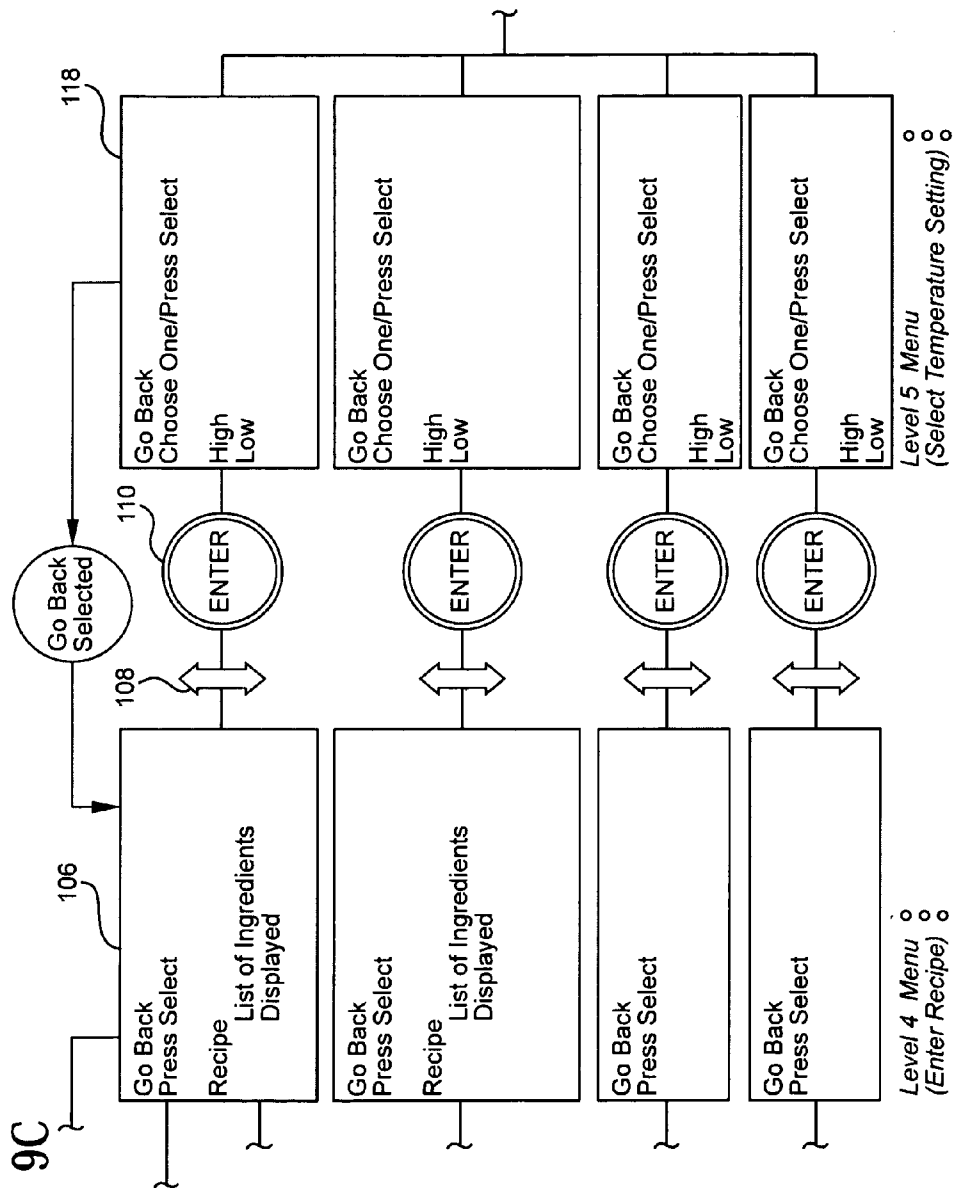 9C
106
Go Back
Press Select
Recipe
List of Ingredients
Displayed
Go Back
Press Select
Recipe
List of Ingredients
Displayed
Go Back
Press Select
Go Back
Press Select
Level 4 Menu
(Enter Recipe)
Go Back
Selected
108
110
ENTER
ENTER
ENTER
ENTER
118
Go Back
Choose One/Press Select
High
Low
Go Back
Choose One/Press Select
High
Low
Go Back
Choose One/Press Select
High
Low
Go Back
Choose One/Press Select
High
Low
Level 5 Menu
(Select Temperature Setting)